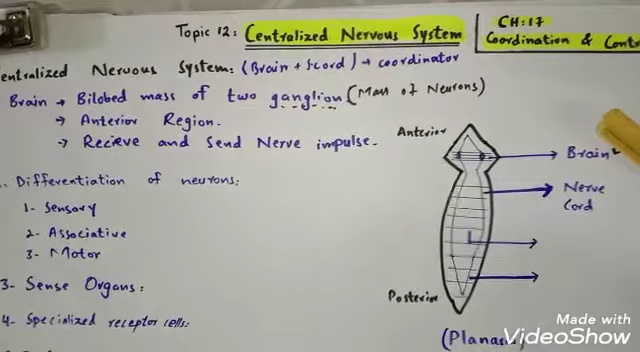 Topic 12: Centralized Nervous System
CH:17
Coordination & Cont
entralized Nervous System: (Brain + s.cord) → coordinator
Brain → Bilobed mass of two ganglion (Mass of Neurons)
→ Anterior Region.
→ Recieve and Send Nerve impulse.
Differentiation of neurons:
1- Sensory
2- Associative
3- Motor
3- Sense Organs:
4- Specialized receptor cells:
Anterior
Brain
Nerve
Cord
Posterior
(Planaria)
Made with
VideoShow